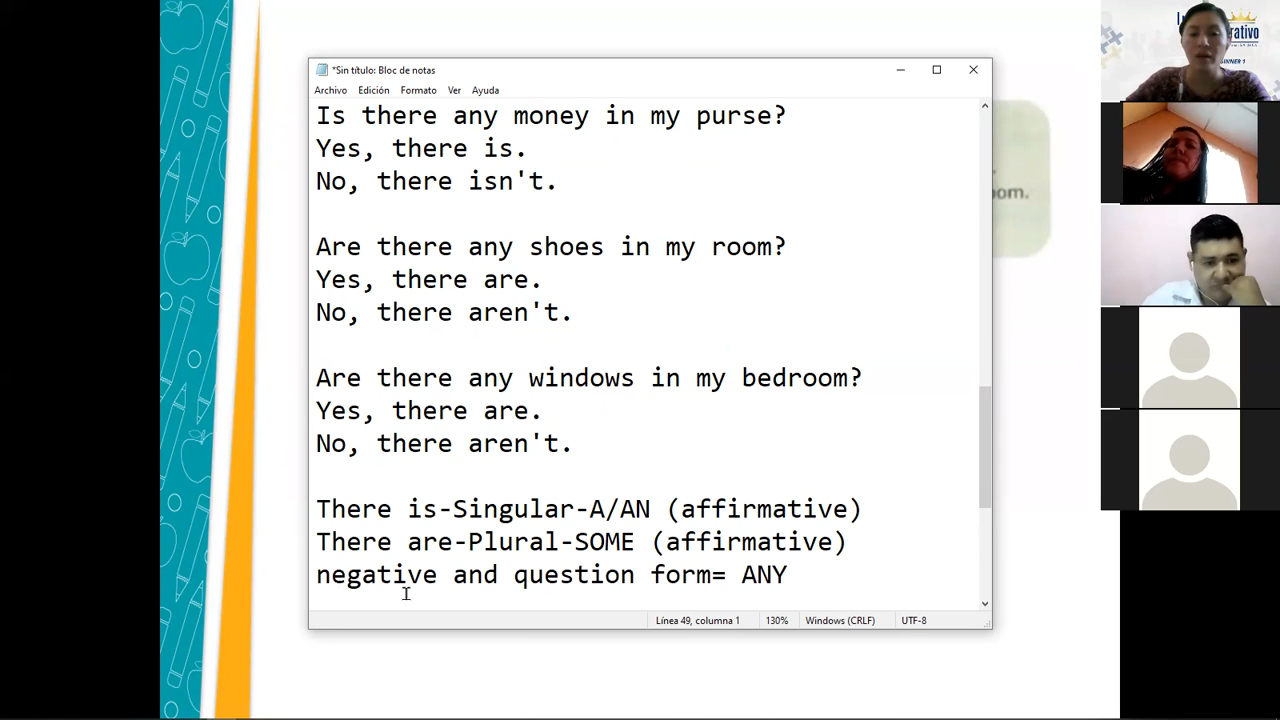 *Sin título: Bloc de notas
Archivo Edición Formato Ver Ayuda
Is there any money in my purse?
Yes, there is.
No, there isn't.
Are there any shoes in my room?
Yes, there are.
No, there aren't.
Are there any windows in my bedroom?
Yes, there are.
No, there aren't.
There is-Singular-A/AN (affirmative)
There are-Plural-SOME (affirmative)
negative and question form= ANY
Línea 49, columna 1 130% Windows (CRLF) UTF-8
oom.